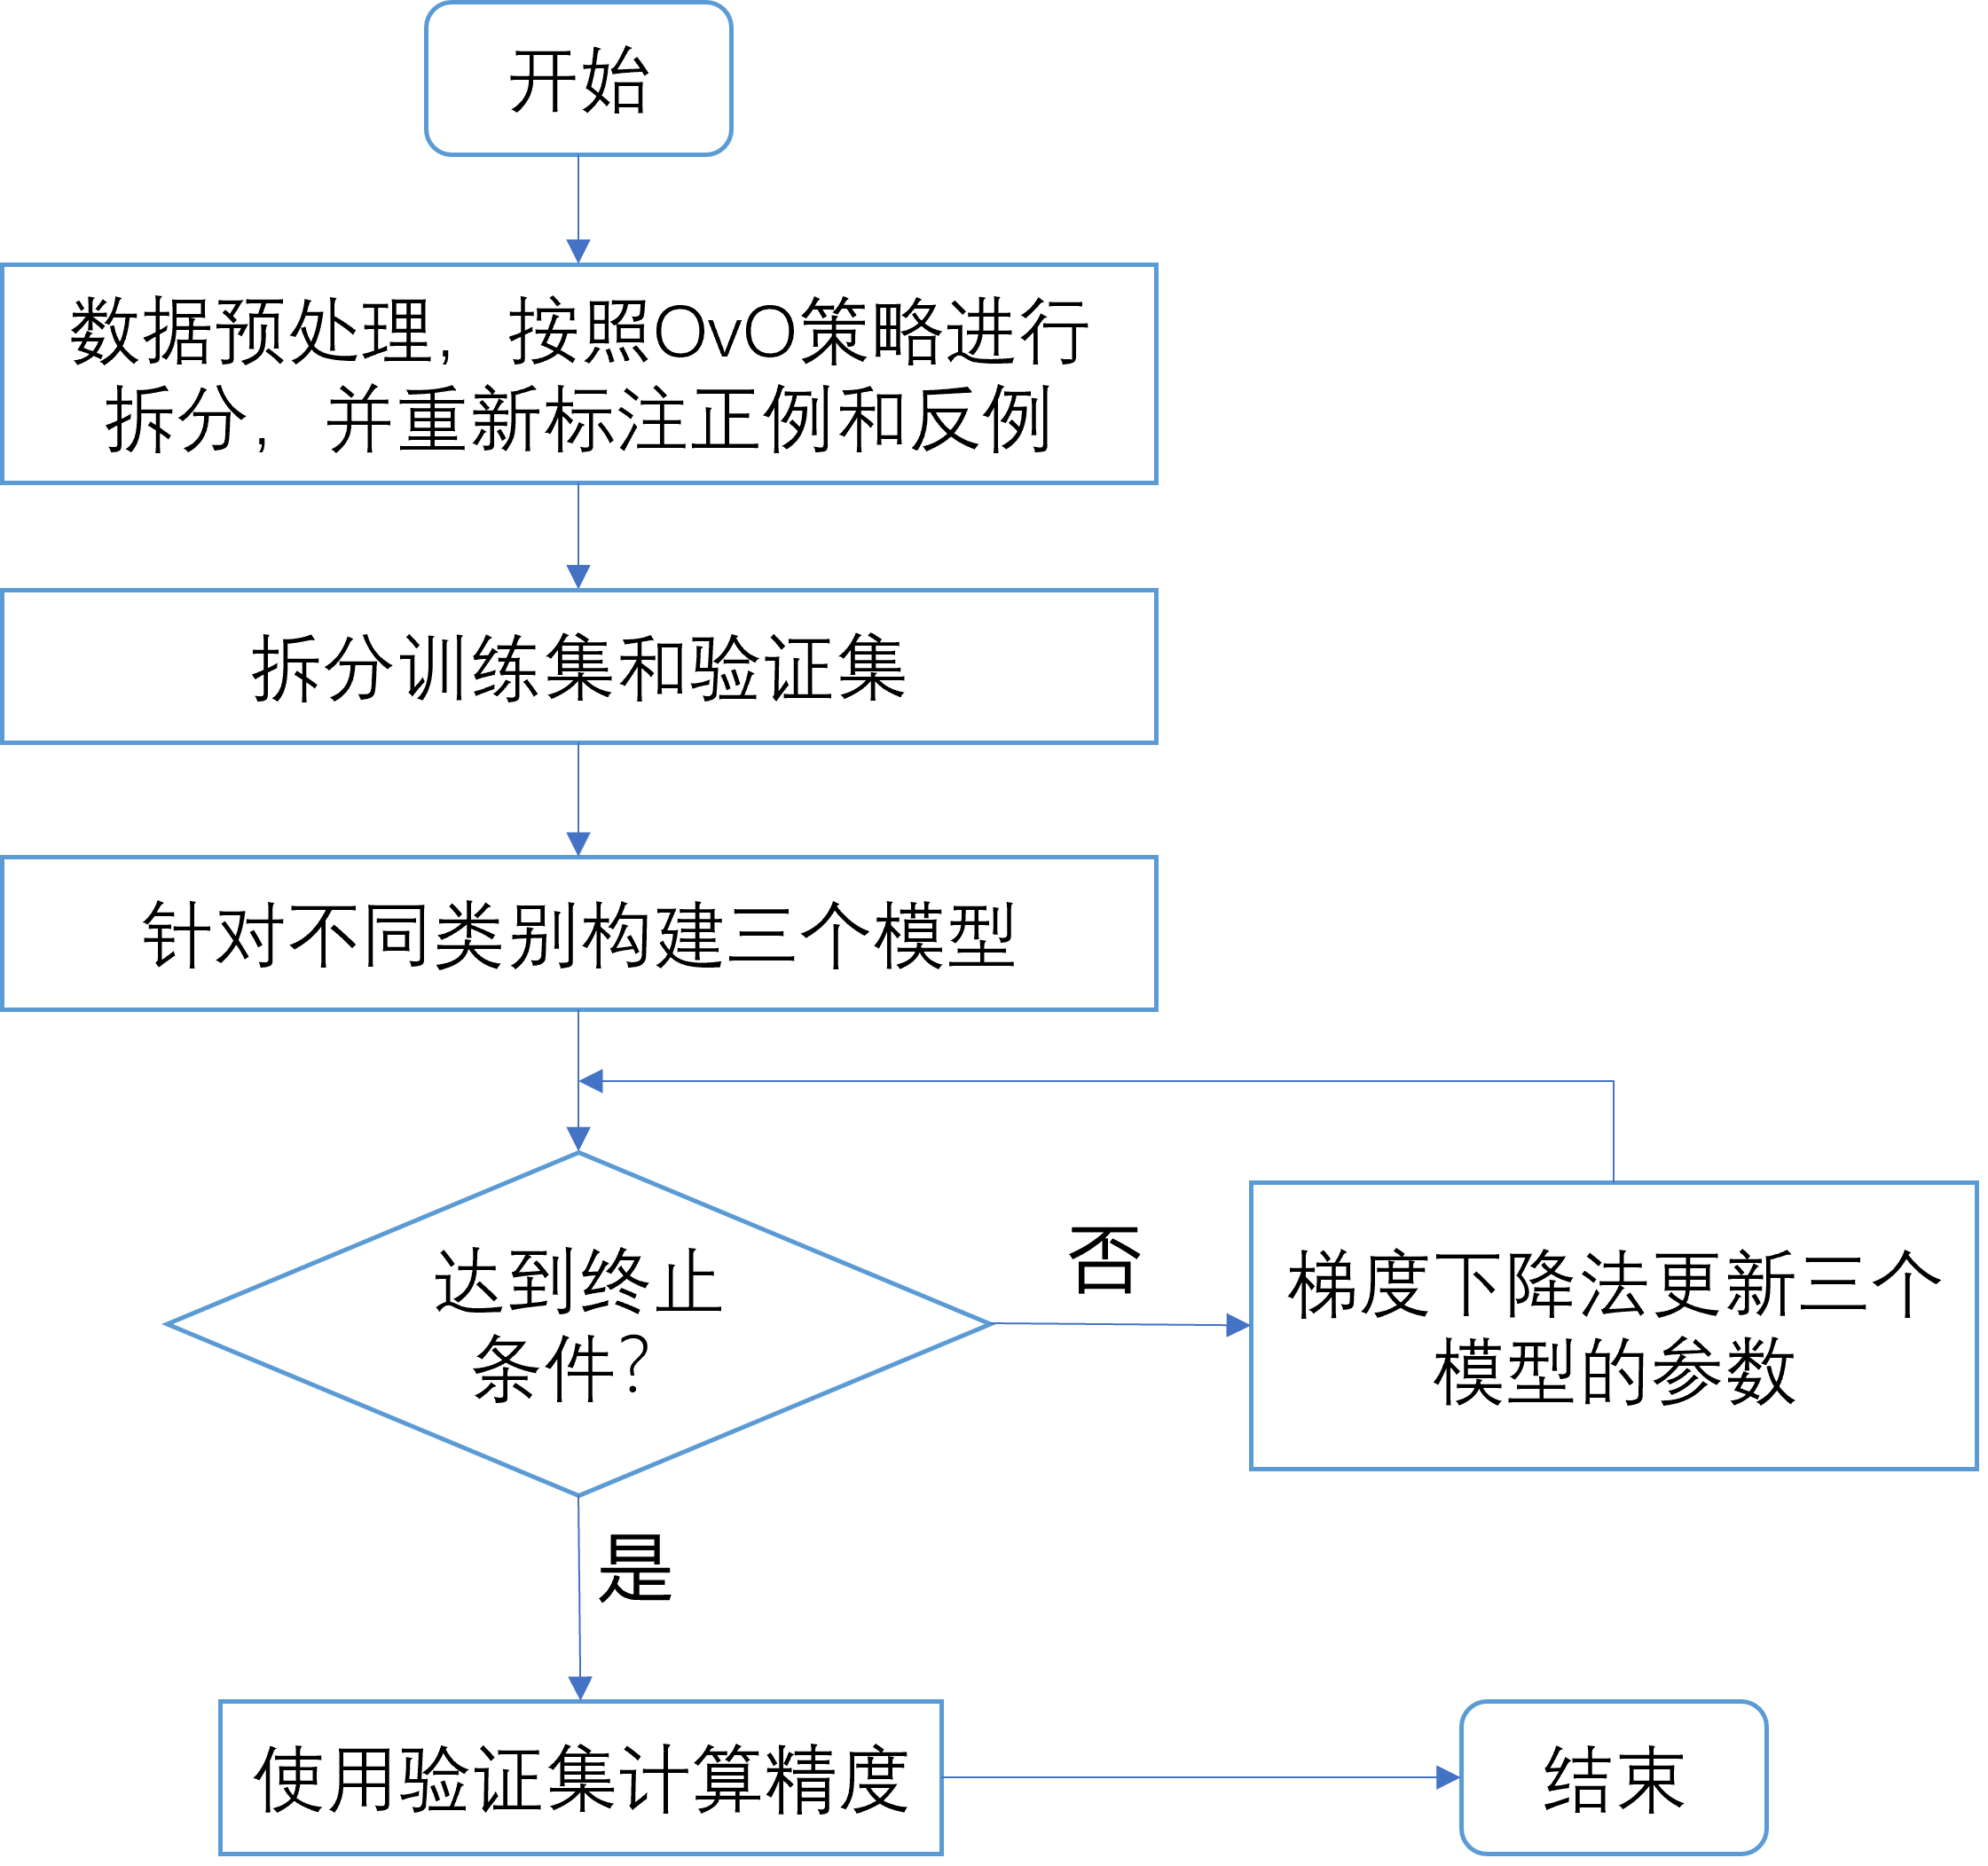 开始
数据预处理，按照OvO策略进行
拆分，并重新标注正例和反例
拆分训练集和验证集
针对不同类别构建三个模型
达到终止
条件?
否
梯度下降法更新三个
模型的参数
是
使用验证集计算精度
结束